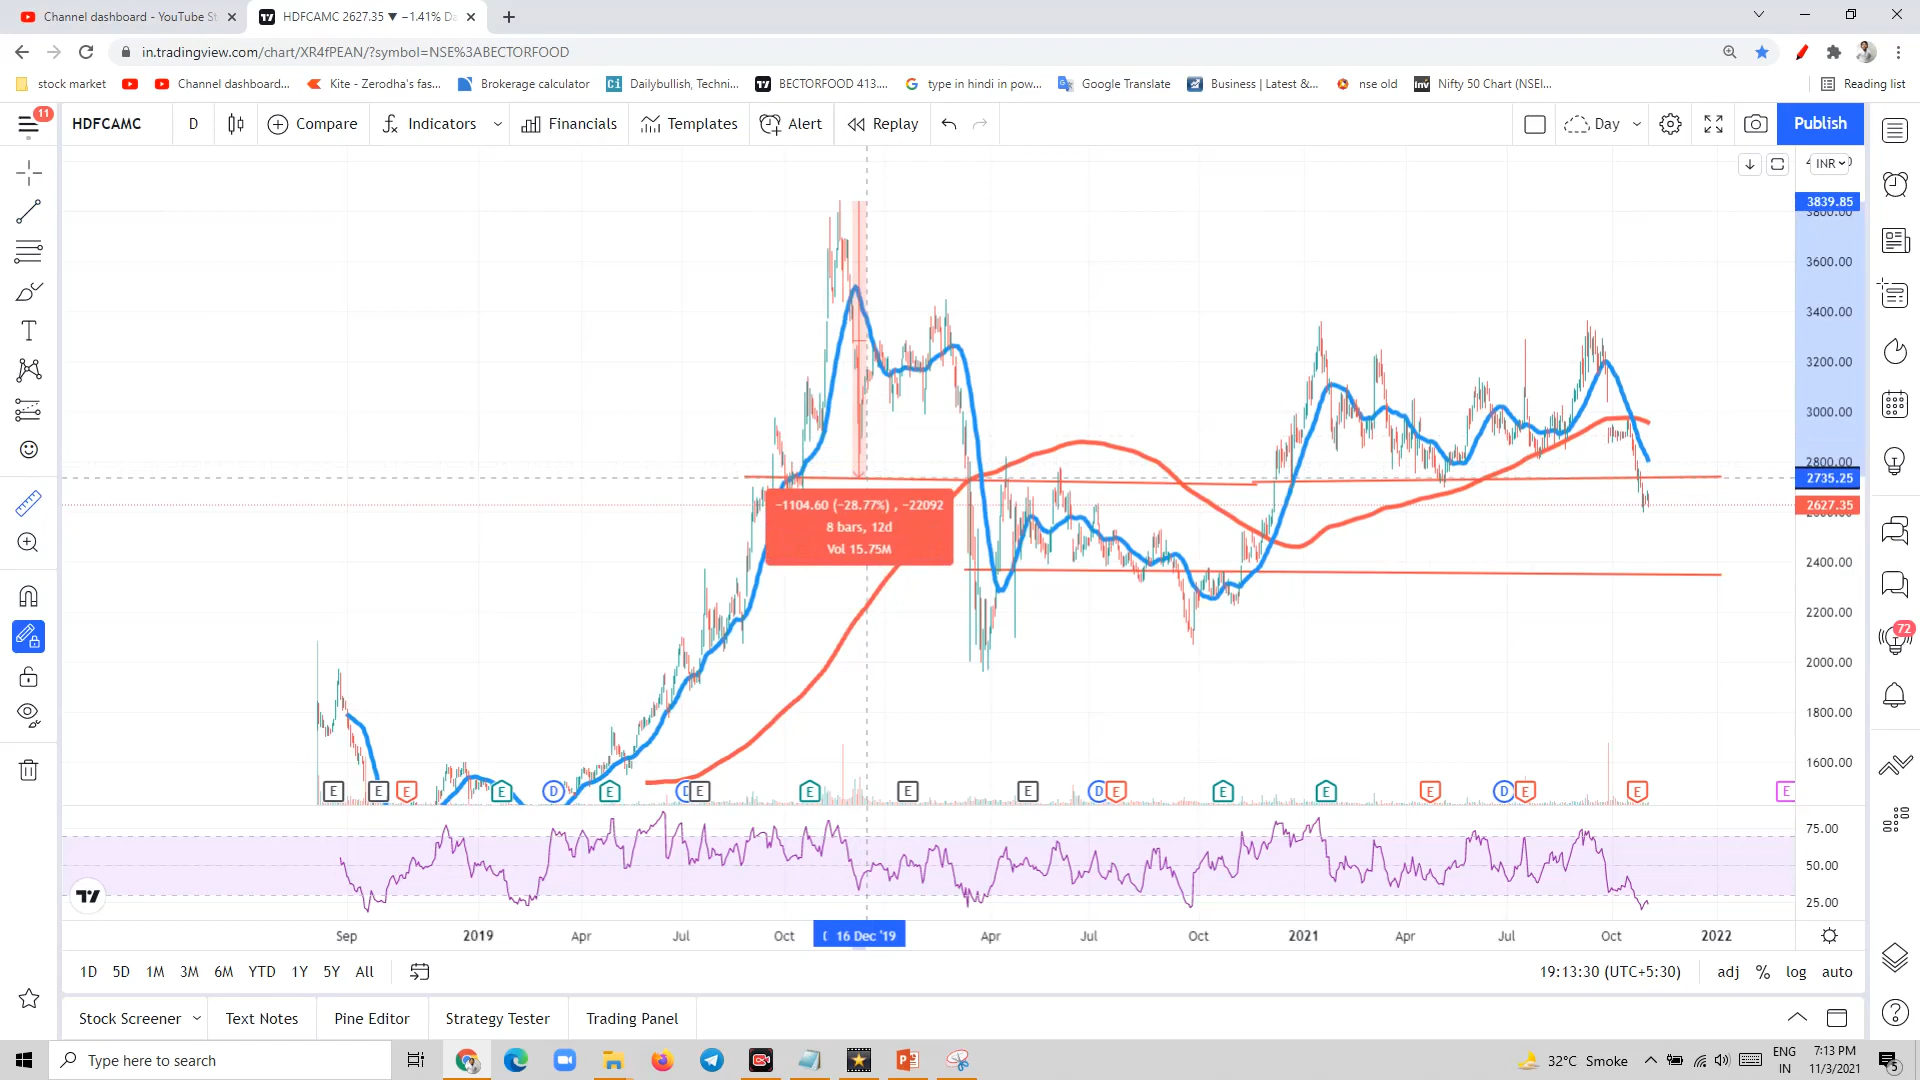 Channel dashboard - YouTube St
HDFCAMC 2627.35 ▼ −1.41% Da
in.tradingview.com/chart/XR4fPEAN/?symbol=NSE%3ABECTORFOOD
stock market
Channel dashboard...
Kite - Zerodha's fas...
Brokerage calculator
Ci Dailybullish, Techni...
BECTORFOOD 413....
type in hindi in pow...
Google Translate
Business | Latest &...
nse old
Inv Nifty 50 Chart (NSEI...
Reading list
11
HDFCAMC
D
Compare
Indicators
Financials
Templates
Alert
Replay
Day
Publish
INR
3839.85
3800.00
3600.00
3400.00
3200.00
3000.00
2800.00
2735.25
2627.35
2400.00
2200.00
2000.00
1800.00
1600.00
−1104.60 (−28.77%) , −22092
8 bars, 12d
Vol 15.75M
E E E E D E D E E E E D E E E E D E E E
75.00
50.00
25.00
Sep 2019 Apr Jul Oct 16 Dec '19 Apr Jul Oct 2021 Apr Jul Oct 2022
1D 5D 1M 3M 6M YTD 1Y 5Y All
19:13:30 (UTC+5:30)
adj % log auto
Stock Screener
Text Notes
Pine Editor
Strategy Tester
Trading Panel
72
Type here to search
32°C Smoke
ENG
IN
7:13 PM
11/3/2021
5